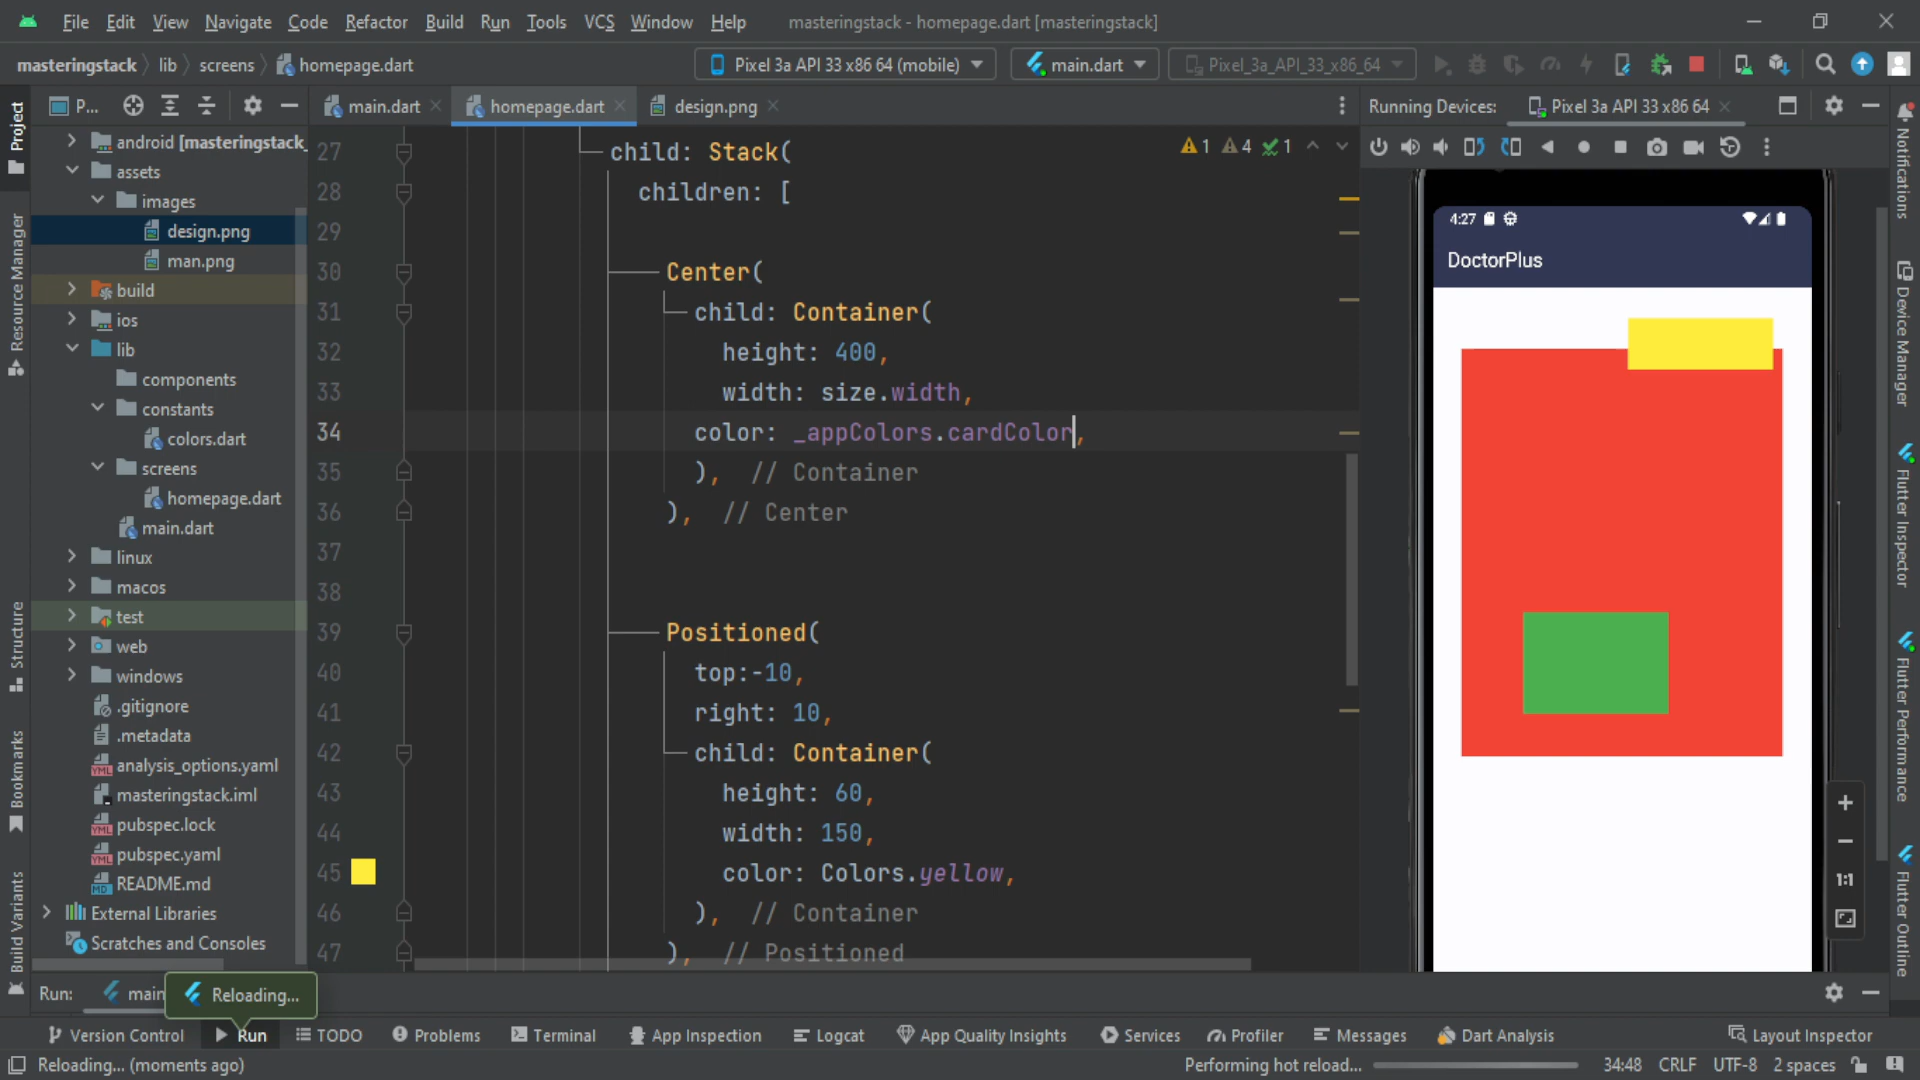 File Edit View Navigate Code Refactor Build Run Tools VCS Window Help masteringstack - homepage.dart [masteringstack]
masteringstack lib screens homepage.dart Pixel 3a API 33 x86 64 (mobile) main.dart Pixel_3a_API_33_x86_64
P... main.dart homepage.dart design.png Running Devices: Pixel 3a API 33 x86 64
Project
Resource Manager
Structure
Bookmarks
Build Variants
android [masteringstack_
assets
images
design.png
man.png
build
ios
lib
components
constants
colors.dart
screens
homepage.dart
main.dart
linux
macos
test
web
windows
.gitignore
.metadata
analysis_options.yaml
masteringstack.iml
pubspec.lock
pubspec.yaml
README.md
External Libraries
Scratches and Consoles
1 4 1
27 child: Stack(
28 children: [
29
30 Center(
31 child: Container(
32 height: 400,
33 width: size.width,
34 color: _appColors.cardColor,
35 ), // Container
36 ), // Center
37
38
39 Positioned(
40 top:-10,
41 right: 10,
42 child: Container(
43 height: 60,
44 width: 150,
45 color: Colors.yellow,
46 ), // Container
47 ), // Positioned
4:27
DoctorPlus
1:1
Notifications
Device Manager
Flutter Inspector
Flutter Performance
Flutter Outline
Run: main
Reloading...
Version Control Run TODO Problems Terminal App Inspection Logcat App Quality Insights Services Profiler Messages Dart Analysis Layout Inspector
Reloading... (moments ago) Performing hot reload... 34:48 CRLF UTF-8 2 spaces